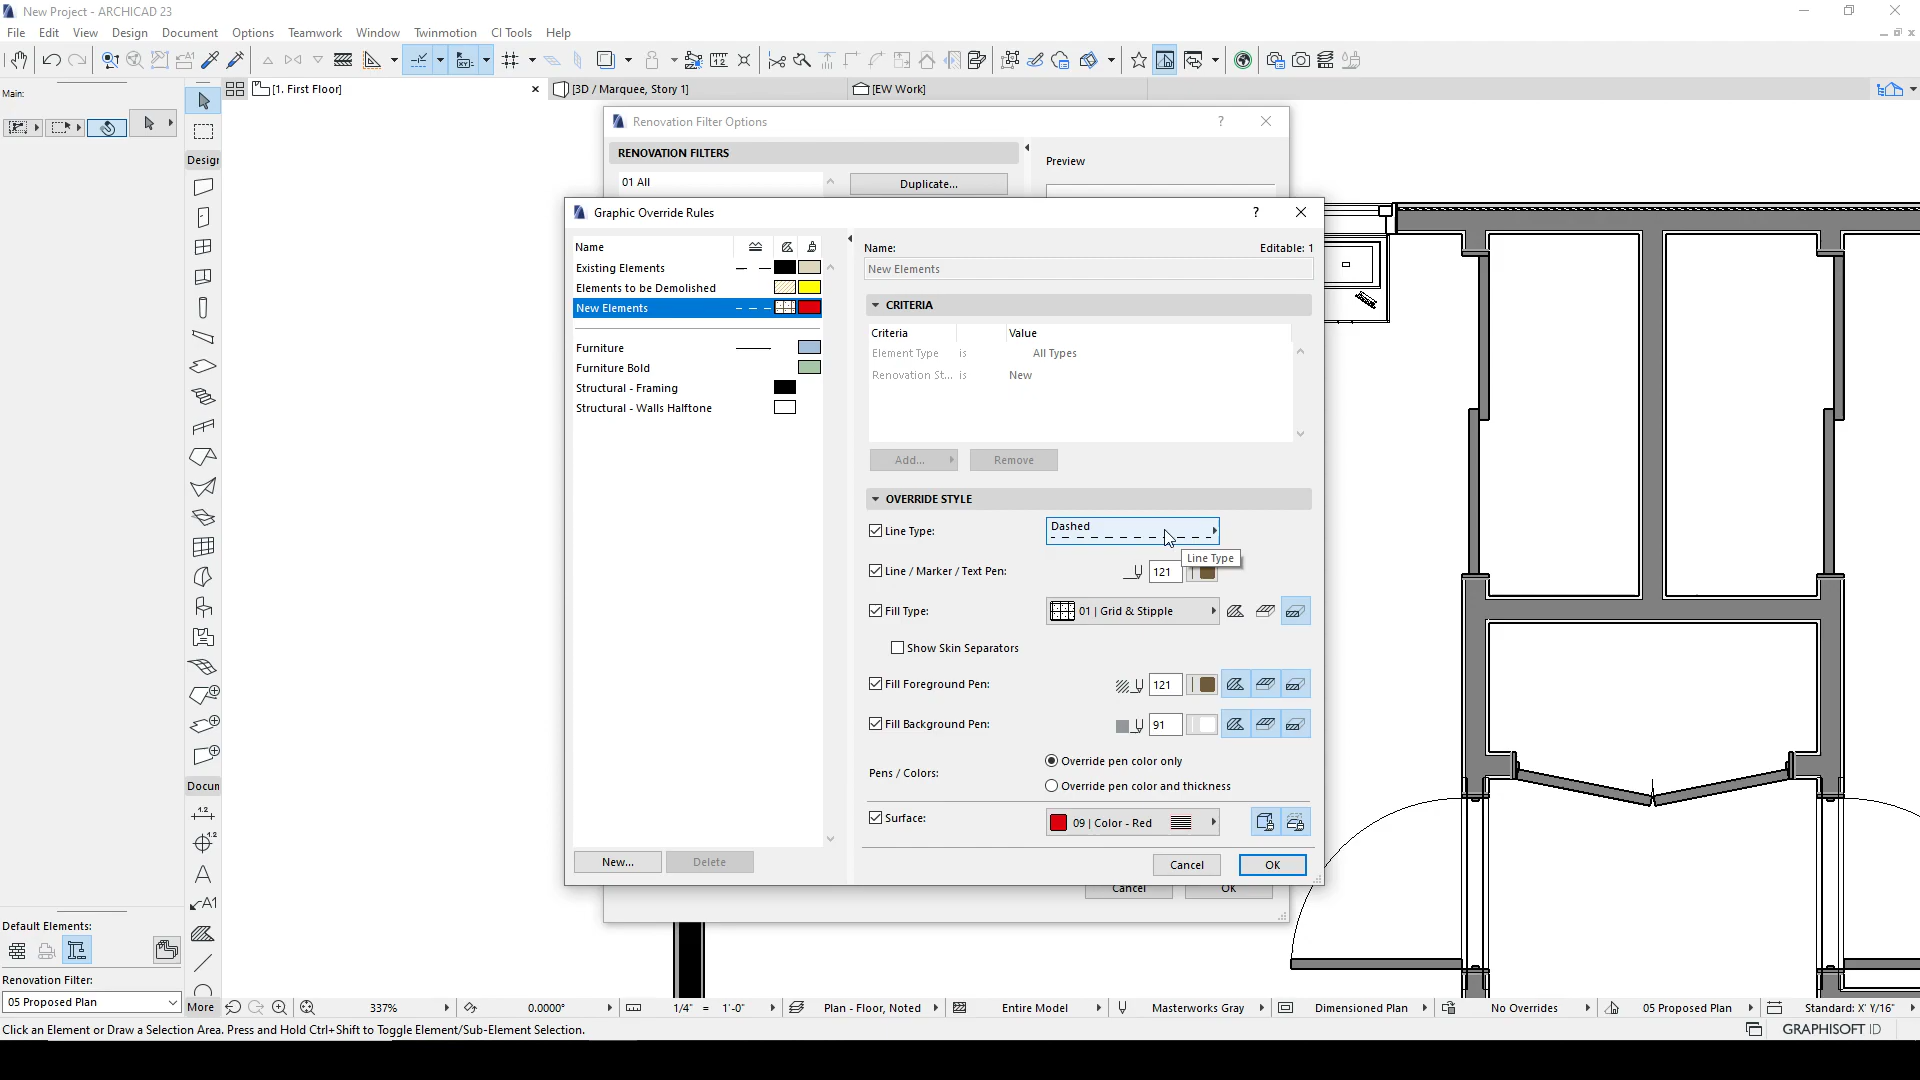 New Project - ARCHICAD 23
File Edit View Design Document Options Teamwork Window Twinmotion CI Tools Help
[1. First Floor] [3D / Marquee, Story 1] [EW Work]
Main:
Design
Docum
More
Default Elements:
Renovation Filter:
05 Proposed Plan
Renovation Filter Options
RENOVATION FILTERS
Preview
01 All
Duplicate...
Cancel OK
Graphic Override Rules
Name
Existing Elements
Elements to be Demolished
New Elements
Furniture
Furniture Bold
Structural - Framing
Structural - Walls Halftone
New... Delete
Name: Editable: 1
New Elements
CRITERIA
Criteria Value
Element Type is All Types
Renovation St... is New
Add... Remove
OVERRIDE STYLE
Line Type: Dashed
Line Type
Line / Marker / Text Pen: 121
Fill Type: 01 | Grid & Stipple
Show Skin Separators
Fill Foreground Pen: 121
Fill Background Pen: 91
Pens / Colors:
Override pen color only
Override pen color and thickness
Surface: 09 | Color - Red
Cancel OK
337% 0.0000° 1/4" = 1'-0" Plan - Floor, Noted Entire Model Masterworks Gray Dimensioned Plan No Overrides 05 Proposed Plan Standard: X' Y/16"
Click an Element or Draw a Selection Area. Press and Hold Ctrl+Shift to Toggle Element/Sub-Element Selection.
GRAPHISOFT ID